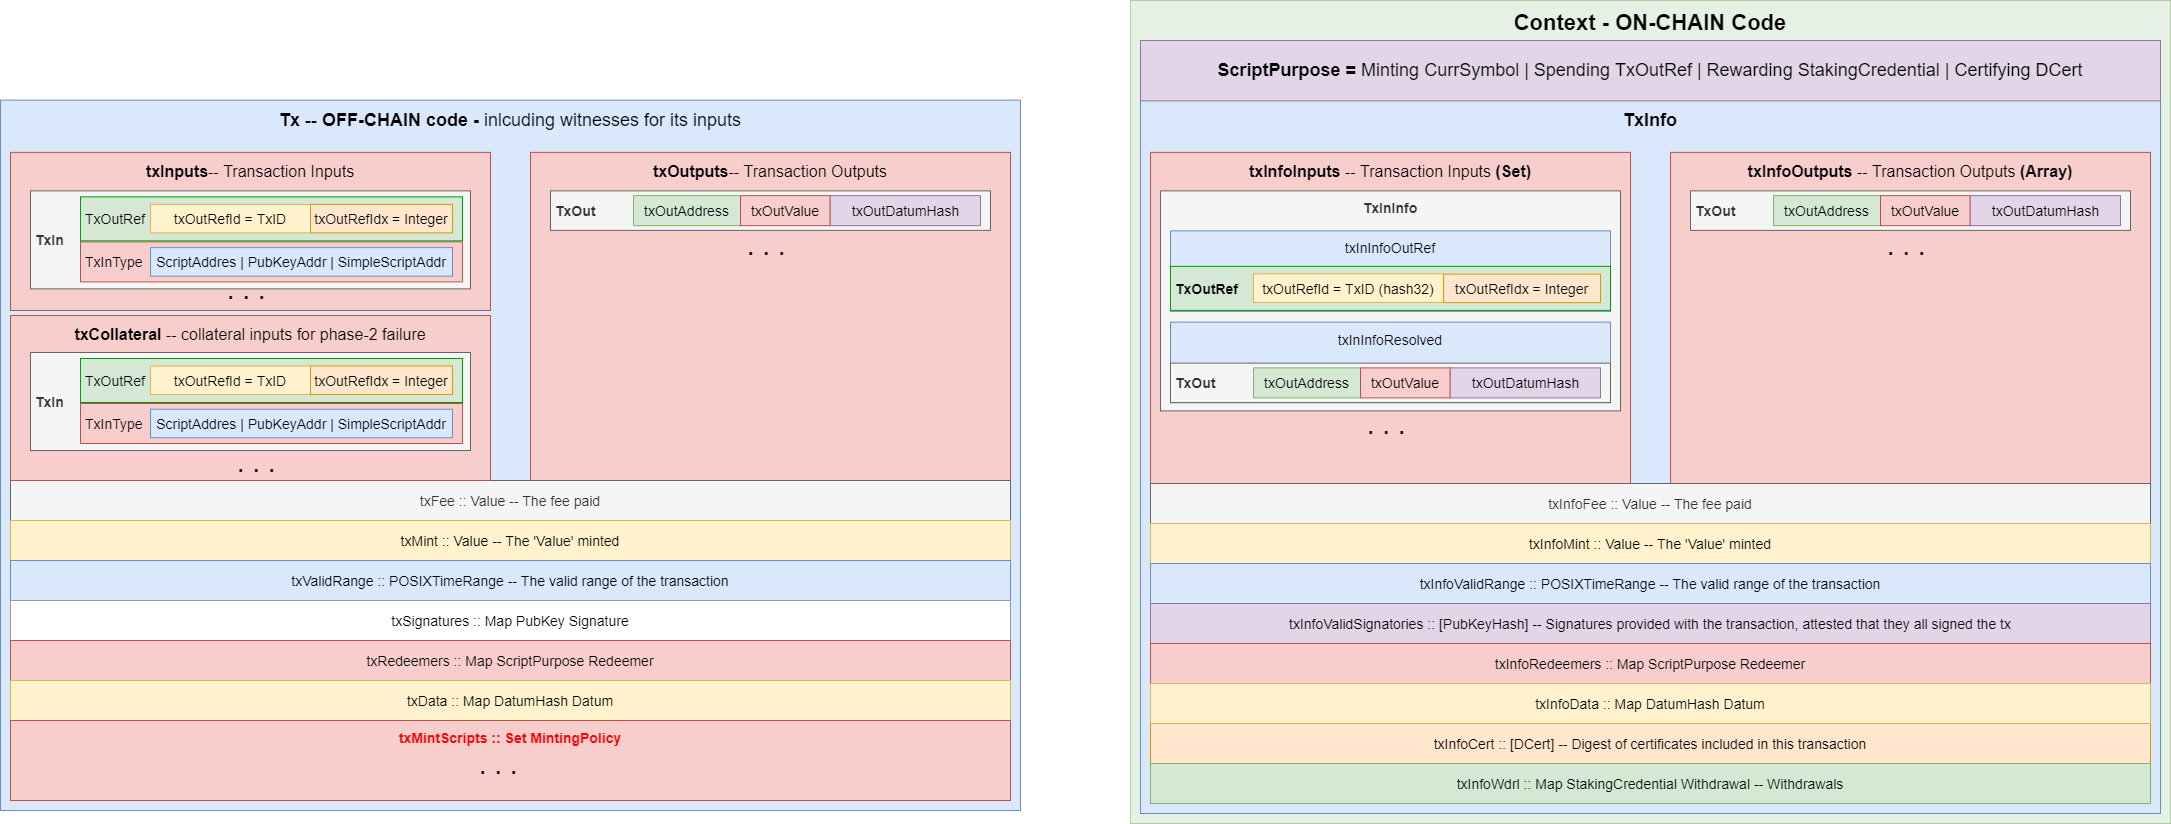 Tx -- OFF-CHAIN code - inlcuding witnesses for its inputs
txInputs-- Transaction Inputs
TxIn
TxOutRef
txOutRefId = TxID
txOutRefIdx = Integer
TxInType
ScriptAddres | PubKeyAddr | SimpleScriptAddr
. . .
txCollateral -- collateral inputs for phase-2 failure
TxIn
TxOutRef
txOutRefId = TxID
txOutRefIdx = Integer
TxInType
ScriptAddres | PubKeyAddr | SimpleScriptAddr
. . .
txOutputs-- Transaction Outputs
TxOut
txOutAddress
txOutValue
txOutDatumHash
. . .
txFee :: Value -- The fee paid
txMint :: Value -- The 'Value' minted
txValidRange :: POSIXTimeRange -- The valid range of the transaction
txSignatures :: Map PubKey Signature
txRedeemers :: Map ScriptPurpose Redeemer
txData :: Map DatumHash Datum
txMintScripts :: Set MintingPolicy
. . .
Context - ON-CHAIN Code
ScriptPurpose = Minting CurrSymbol | Spending TxOutRef | Rewarding StakingCredential | Certifying DCert
TxInfo
txInfoInputs -- Transaction Inputs (Set)
TxInInfo
txInInfoOutRef
TxOutRef
txOutRefId = TxID (hash32)
txOutRefIdx = Integer
txInInfoResolved
TxOut
txOutAddress
txOutValue
txOutDatumHash
. . .
txInfoOutputs -- Transaction Outputs (Array)
TxOut
txOutAddress
txOutValue
txOutDatumHash
. . .
txInfoFee :: Value -- The fee paid
txInfoMint :: Value -- The 'Value' minted
txInfoValidRange :: POSIXTimeRange -- The valid range of the transaction
txInfoValidSignatories :: [PubKeyHash] -- Signatures provided with the transaction, attested that they all signed the tx
txInfoRedeemers :: Map ScriptPurpose Redeemer
txInfoData :: Map DatumHash Datum
txInfoCert :: [DCert] -- Digest of certificates included in this transaction
txInfoWdrl :: Map StakingCredential Withdrawal -- Withdrawals